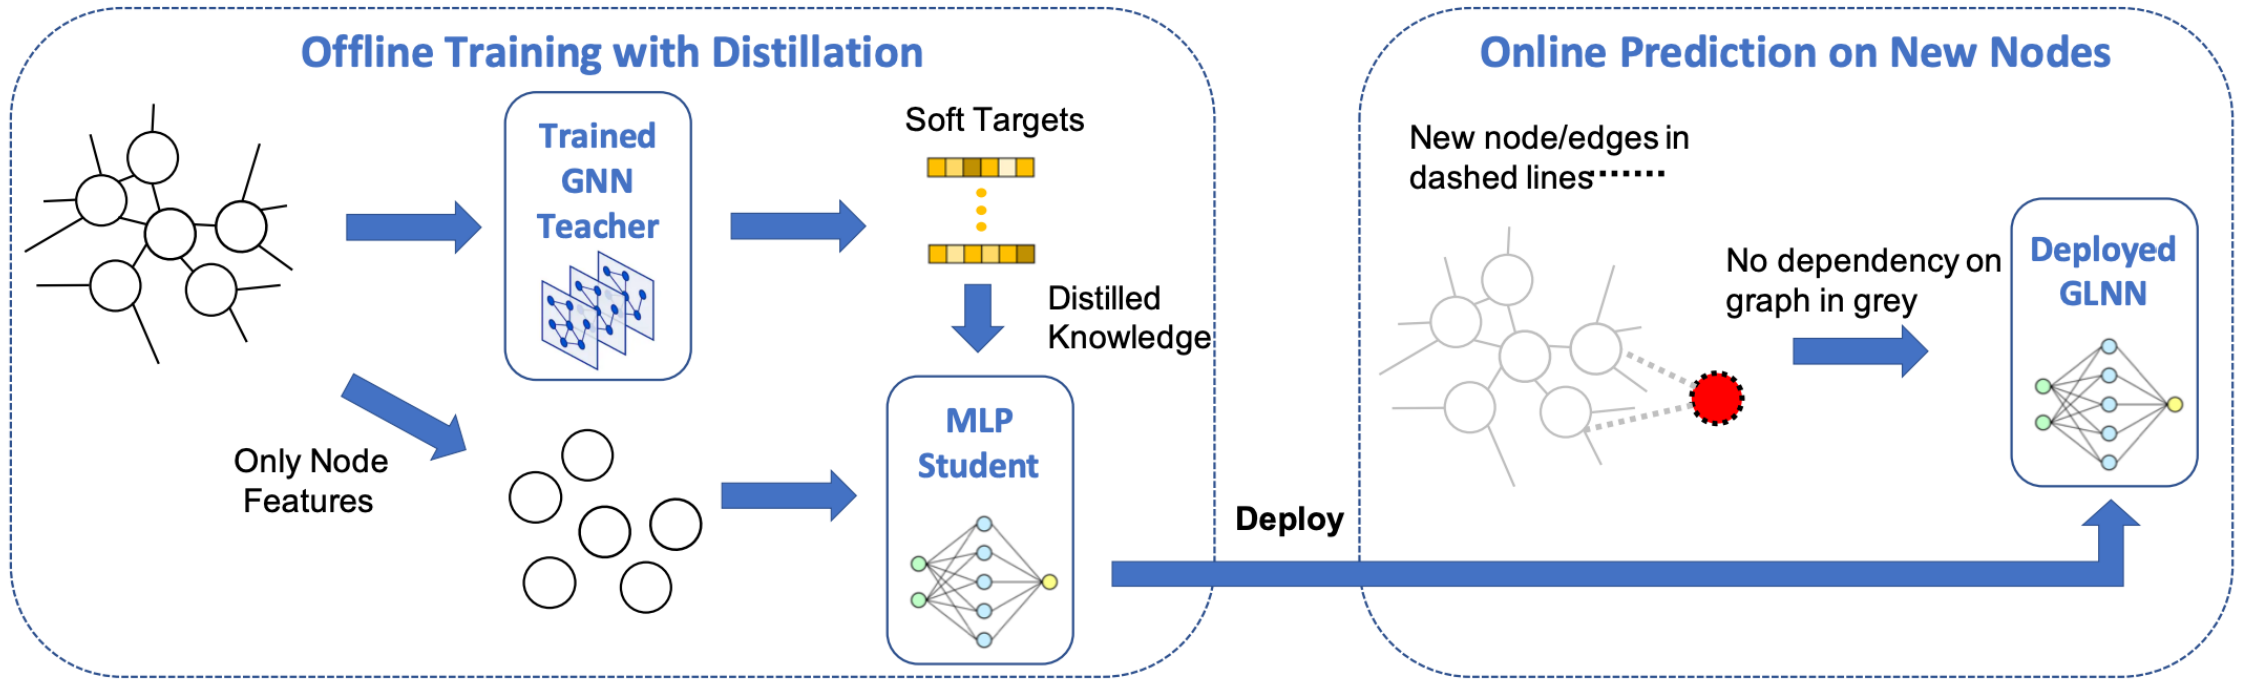 Offline Training with Distillation
Trained
GNN
Teacher
Soft Targets
Distilled
Knowledge
Only Node
Features
MLP
Student
Deploy
Online Prediction on New Nodes
New node/edges in
dashed lines
No dependency on
graph in grey
Deployed
GLNN